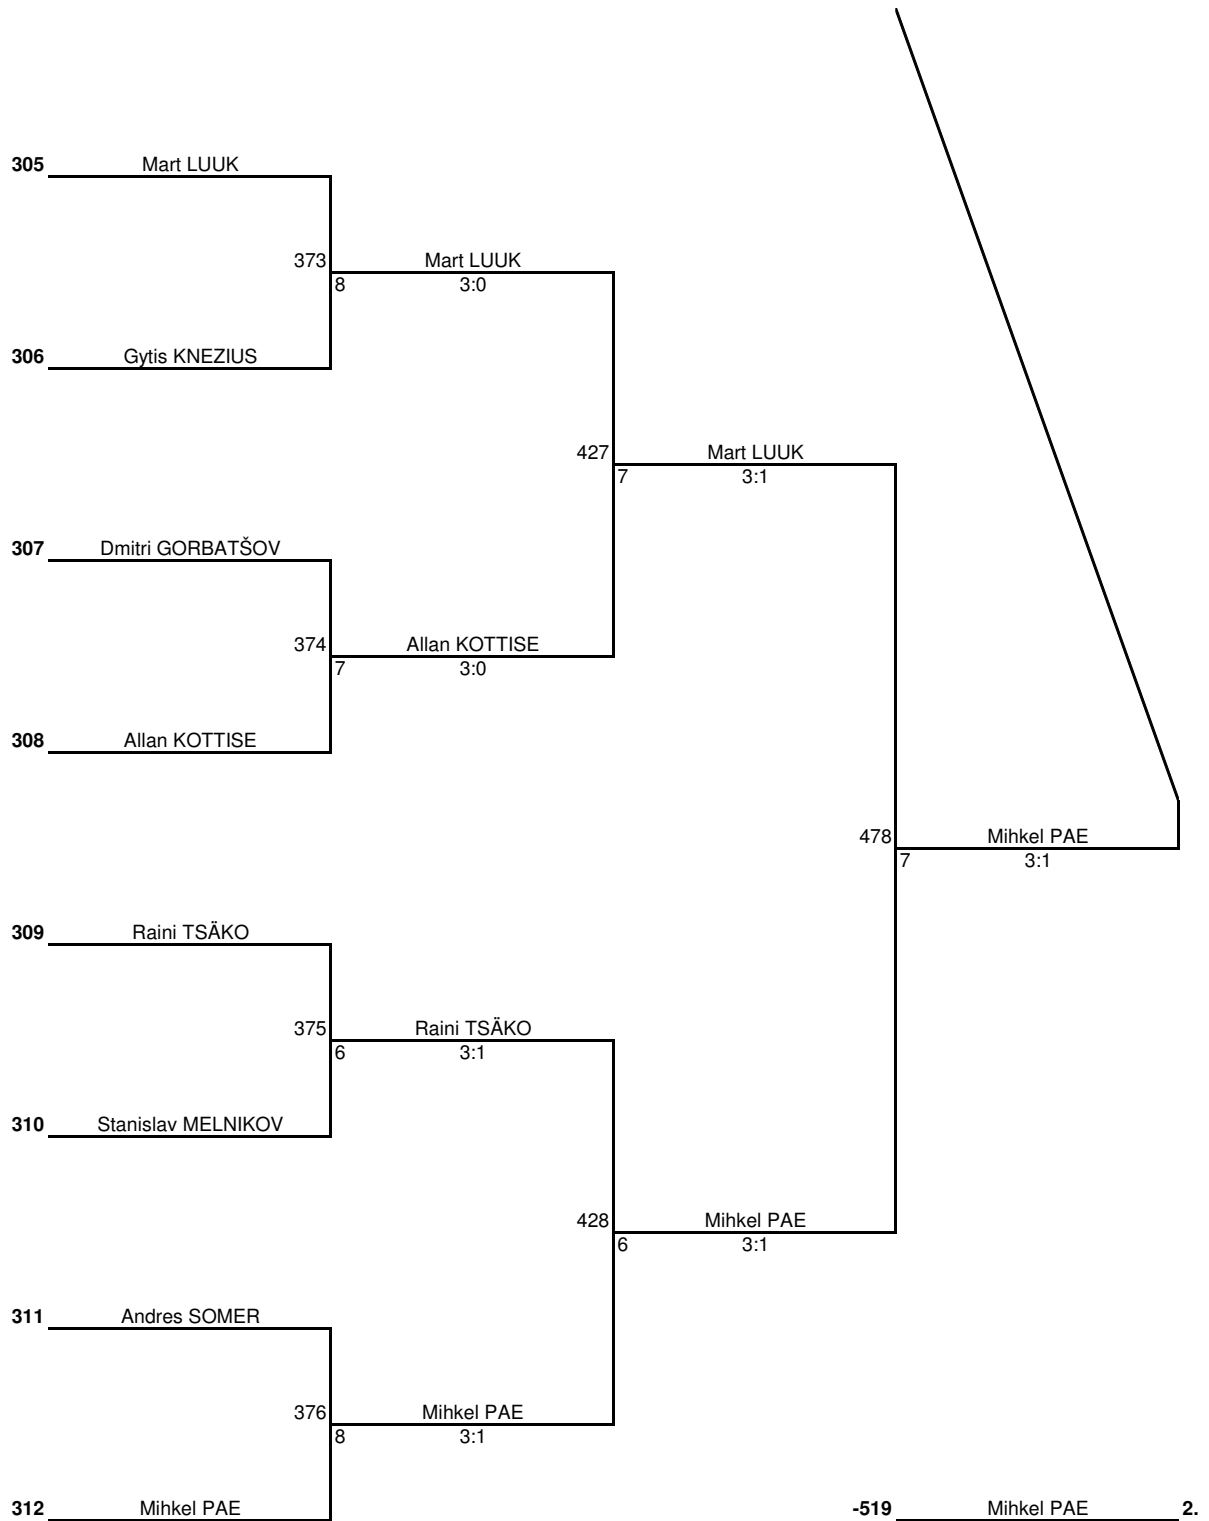 305 Mart LUUK
373 Mart LUUK
8 3:0
306 Gytis KNEZIUS
427 Mart LUUK
7 3:1
307 Dmitri GORBATŠOV
374 Allan KOTTISE
7 3:0
308 Allan KOTTISE
478 Mihkel PAE
7 3:1
309 Raini TSÄKO
375 Raini TSÄKO
6 3:1
310 Stanislav MELNIKOV
428 Mihkel PAE
6 3:1
311 Andres SOMER
376 Mihkel PAE
8 3:1
312 Mihkel PAE -519 Mihkel PAE 2.